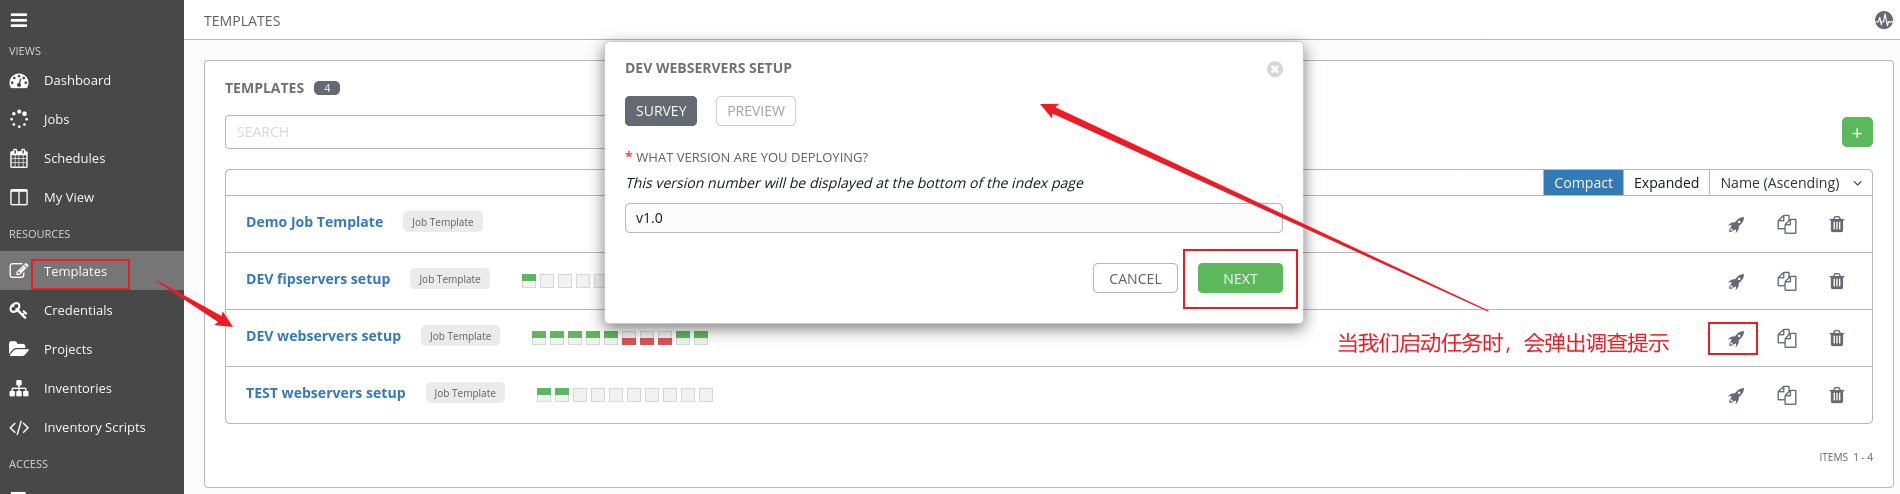 VIEWS
Dashboard
Jobs
Schedules
My View
RESOURCES
Templates
Credentials
Projects
Inventories
Inventory Scripts
ACCESS
TEMPLATES
TEMPLATES 4
SEARCH
Compact Expanded Name (Ascending)
Demo Job Template Job Template
DEV fipservers setup Job Template
DEV webservers setup Job Template
TEST webservers setup Job Template
ITEMS 1 - 4
DEV WEBSERVERS SETUP
SURVEY PREVIEW
* WHAT VERSION ARE YOU DEPLOYING?
This version number will be displayed at the bottom of the index page
v1.0
CANCEL NEXT
当我们启动任务时，会弹出调查提示